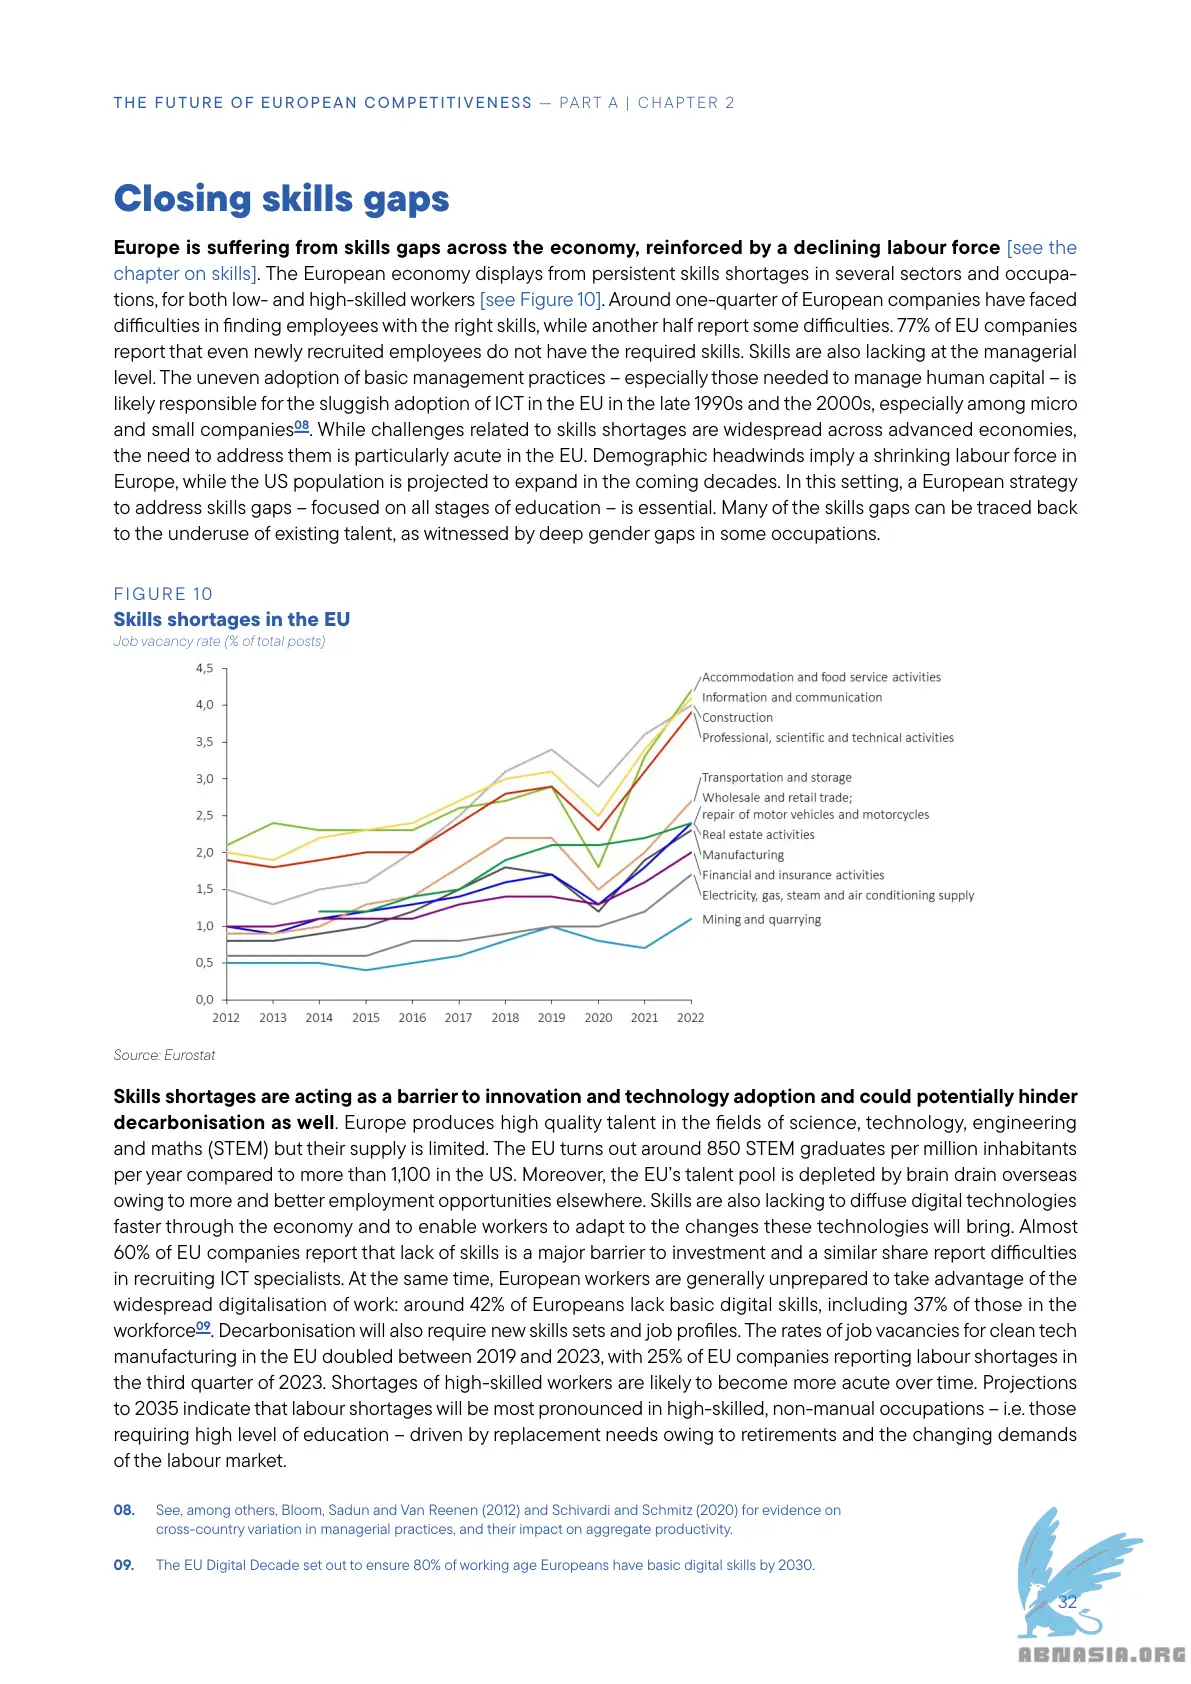 THE FUTURE OF EUROPEAN COMPETITIVENESS — PART A | CHAPTER 2
Closing skills gaps
Europe is suffering from skills gaps across the economy, reinforced by a declining labour force [see the
chapter on skills]. The European economy displays from persistent skills shortages in several sectors and occupa-
tions, for both low- and high-skilled workers [see Figure 10]. Around one-quarter of European companies have faced
difficulties in finding employees with the right skills, while another half report some difficulties. 77% of EU companies
report that even newly recruited employees do not have the required skills. Skills are also lacking at the managerial
level. The uneven adoption of basic management practices – especially those needed to manage human capital – is
likely responsible for the sluggish adoption of ICT in the EU in the late 1990s and the 2000s, especially among micro
and small companies08. While challenges related to skills shortages are widespread across advanced economies,
the need to address them is particularly acute in the EU. Demographic headwinds imply a shrinking labour force in
Europe, while the US population is projected to expand in the coming decades. In this setting, a European strategy
to address skills gaps – focused on all stages of education – is essential. Many of the skills gaps can be traced back
to the underuse of existing talent, as witnessed by deep gender gaps in some occupations.
FIGURE 10
Skills shortages in the EU
Job vacancy rate (% of total posts)
4,5
4,0
3,5
3,0
2,5
2,0
1,5
1,0
0,5
0,0
2012 2013 2014 2015 2016 2017 2018 2019 2020 2021 2022
Accommodation and food service activities
Information and communication
Construction
Professional, scientific and technical activities
Transportation and storage
Wholesale and retail trade;
repair of motor vehicles and motorcycles
Real estate activities
Manufacturing
Financial and insurance activities
Electricity, gas, steam and air conditioning supply
Mining and quarrying
Source: Eurostat
Skills shortages are acting as a barrier to innovation and technology adoption and could potentially hinder
decarbonisation as well. Europe produces high quality talent in the fields of science, technology, engineering
and maths (STEM) but their supply is limited. The EU turns out around 850 STEM graduates per million inhabitants
per year compared to more than 1,100 in the US. Moreover, the EU’s talent pool is depleted by brain drain overseas
owing to more and better employment opportunities elsewhere. Skills are also lacking to diffuse digital technologies
faster through the economy and to enable workers to adapt to the changes these technologies will bring. Almost
60% of EU companies report that lack of skills is a major barrier to investment and a similar share report difficulties
in recruiting ICT specialists. At the same time, European workers are generally unprepared to take advantage of the
widespread digitalisation of work: around 42% of Europeans lack basic digital skills, including 37% of those in the
workforce09. Decarbonisation will also require new skills sets and job profiles. The rates of job vacancies for clean tech
manufacturing in the EU doubled between 2019 and 2023, with 25% of EU companies reporting labour shortages in
the third quarter of 2023. Shortages of high-skilled workers are likely to become more acute over time. Projections
to 2035 indicate that labour shortages will be most pronounced in high-skilled, non-manual occupations – i.e. those
requiring high level of education – driven by replacement needs owing to retirements and the changing demands
of the labour market.
08. See, among others, Bloom, Sadun and Van Reenen (2012) and Schivardi and Schmitz (2020) for evidence on
cross-country variation in managerial practices, and their impact on aggregate productivity.
09. The EU Digital Decade set out to ensure 80% of working age Europeans have basic digital skills by 2030.
32
ABNASIA.ORG